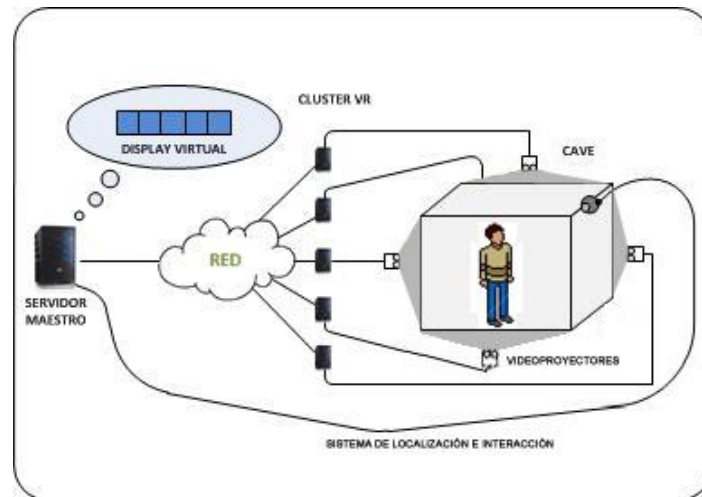 CLUSTER VR
DISPLAY VIRTUAL
CAVE
RED
SERVIDOR
MAESTRO
VIDEOPROYECTORES
SISTEMA DE LOCALIZACIÓN E INTERACCIÓN